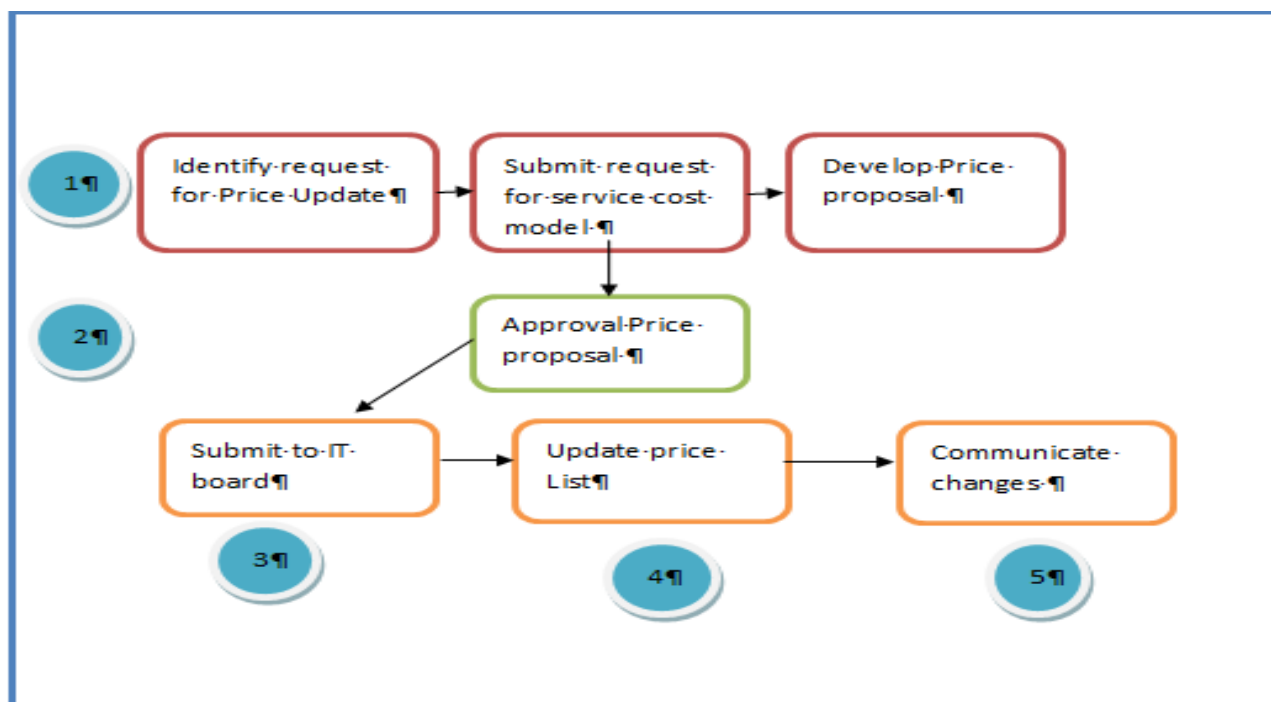 1¶
Identify·request·
for·Price·Update¶
Submit·request·
for·service·cost·
model·¶
Develop·Price·
proposal·¶
2¶
Approval·Price·
proposal·¶
Submit·to·IT·
board¶
Update·price·
List¶
Communicate·
changes·¶
3¶
4¶
5¶